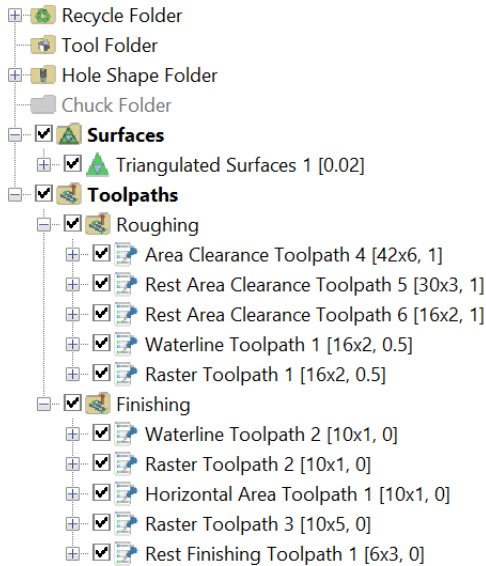 Recycle Folder
Tool Folder
Hole Shape Folder
Chuck Folder
Surfaces
Triangulated Surfaces 1 [0.02]
Toolpaths
Roughing
Area Clearance Toolpath 4 [42x6, 1]
Rest Area Clearance Toolpath 5 [30x3, 1]
Rest Area Clearance Toolpath 6 [16x2, 1]
Waterline Toolpath 1 [16x2, 0.5]
Raster Toolpath 1 [16x2, 0.5]
Finishing
Waterline Toolpath 2 [10x1, 0]
Raster Toolpath 2 [10x1, 0]
Horizontal Area Toolpath 1 [10x1, 0]
Raster Toolpath 3 [10x5, 0]
Rest Finishing Toolpath 1 [6x3, 0]